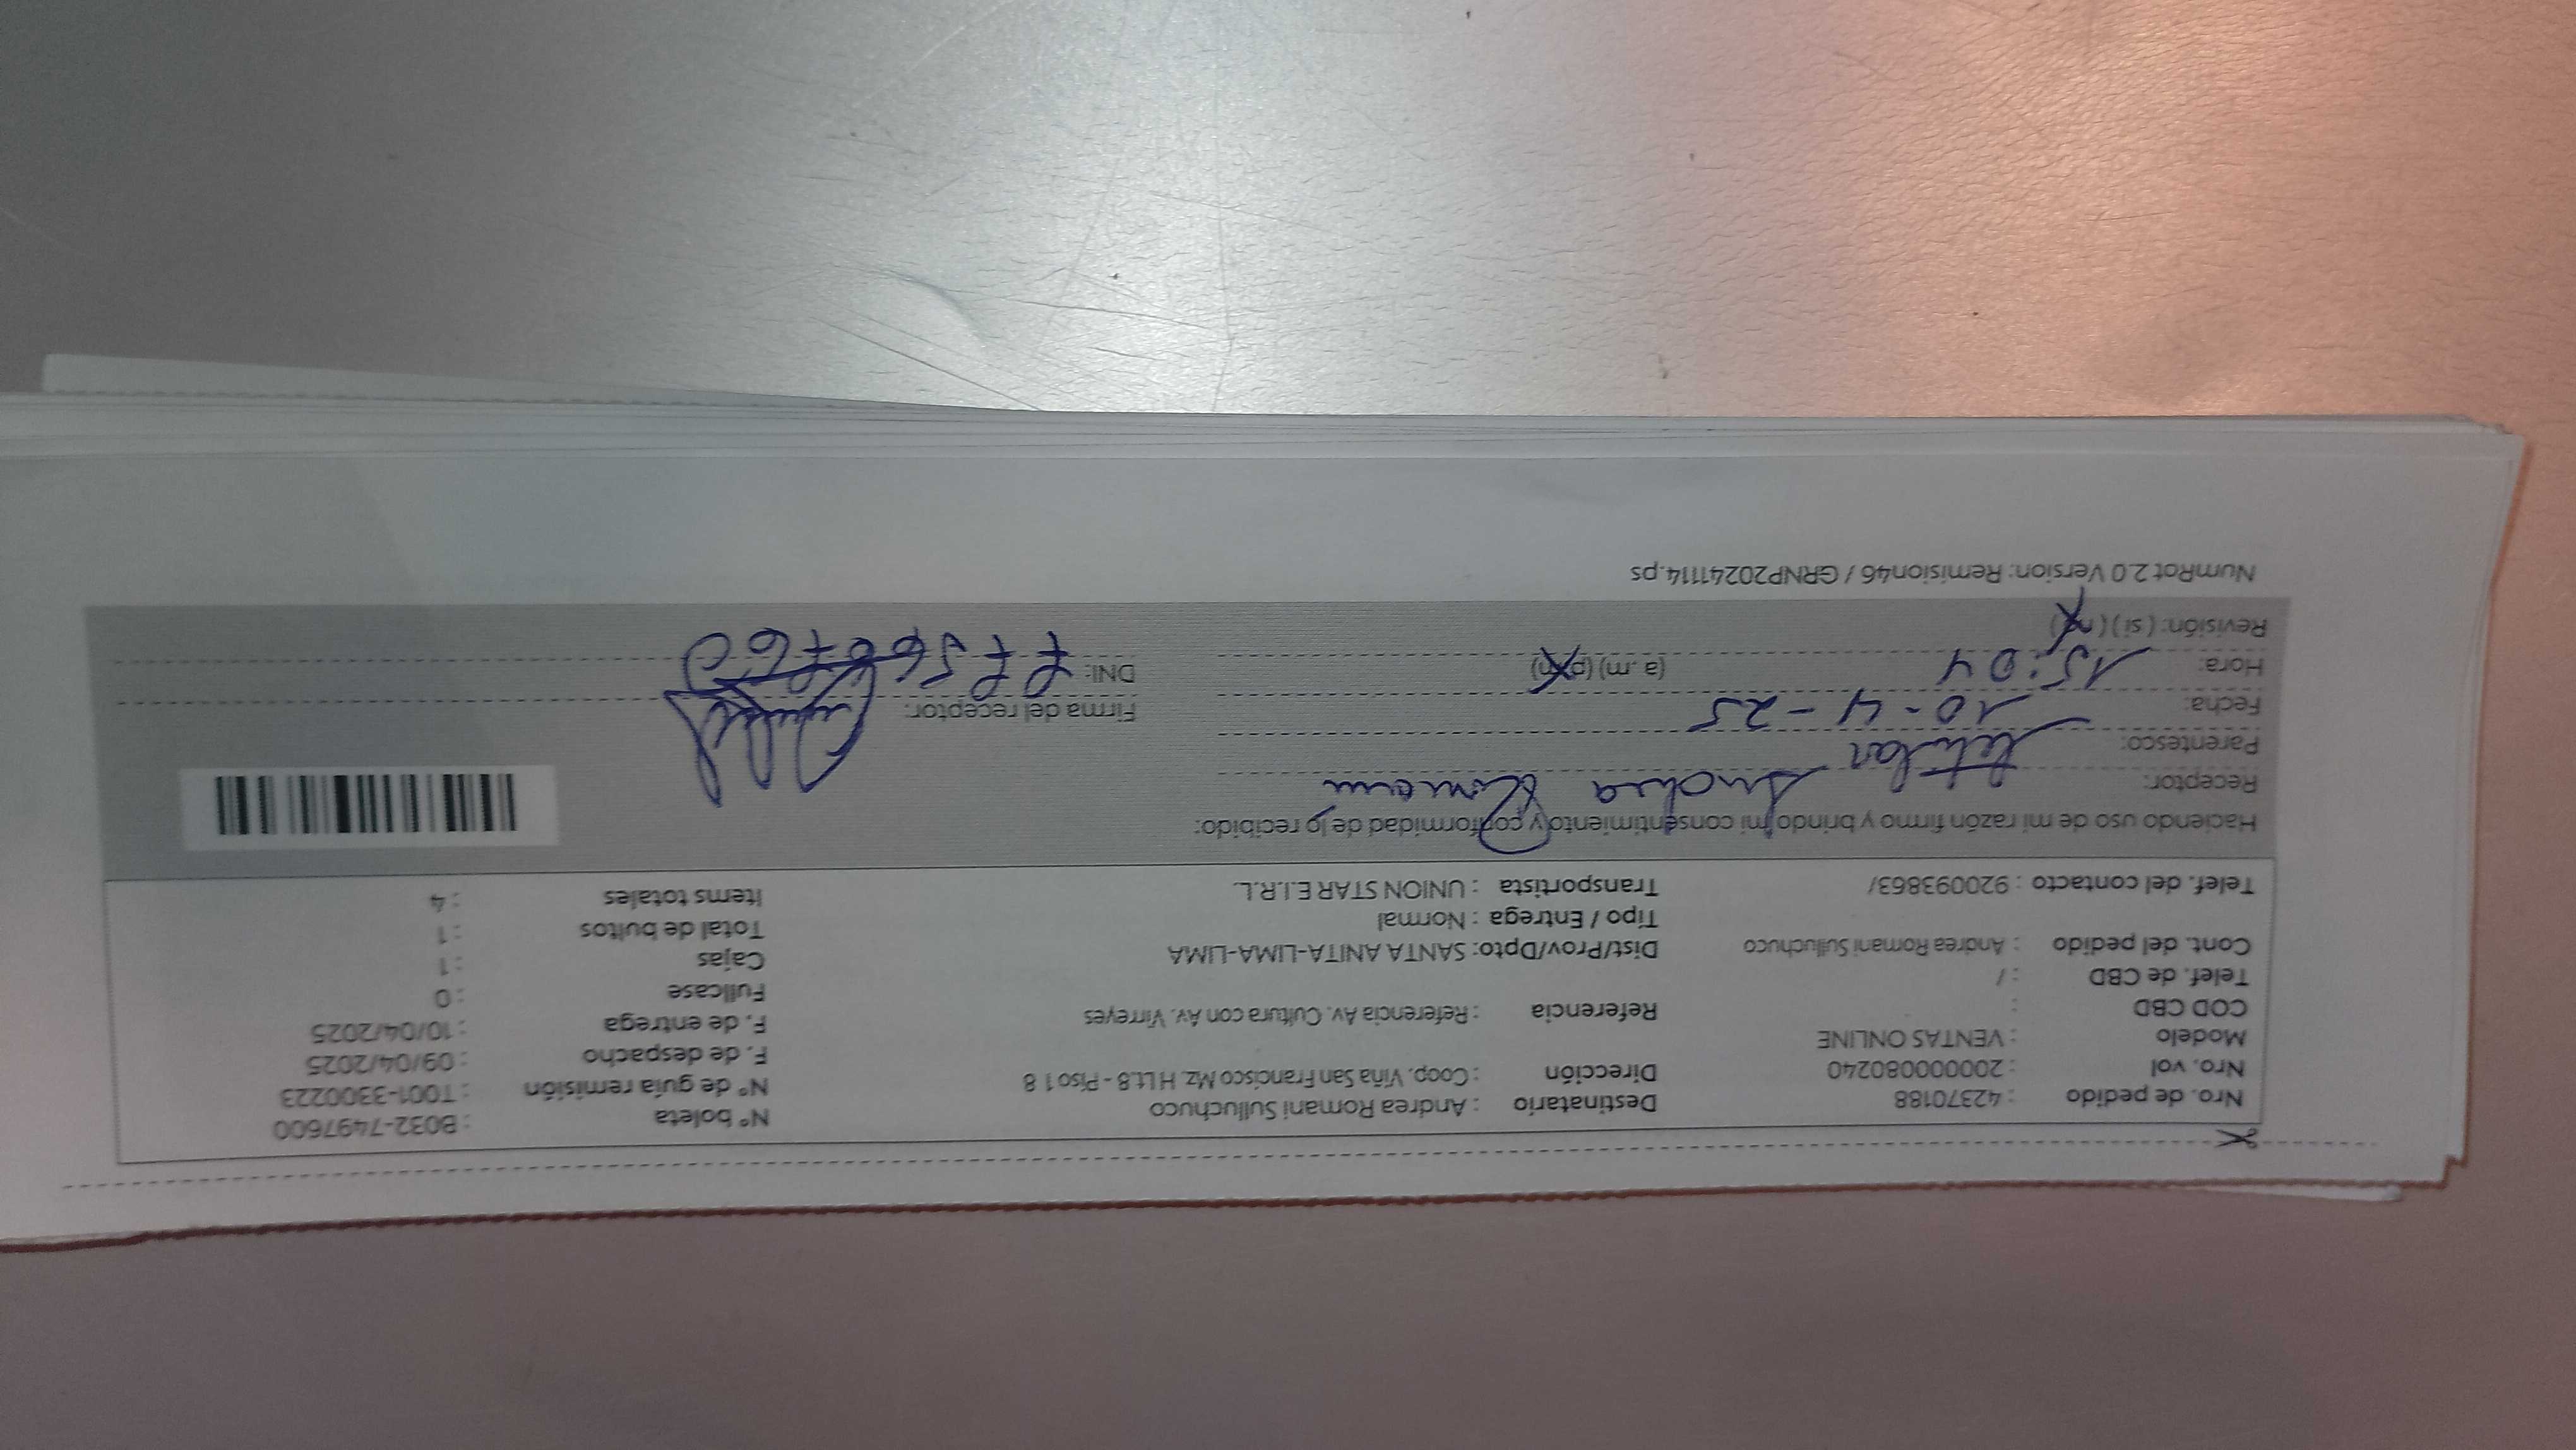 Nro. de pedido : 42370188 Destinatario : Andrea Romani Sulluchuco N° boleta : B032-7497600
Nro. vol : 2000000080240 Dirección : Coop. Viña San Francisco Mz. H Lt.8 - Piso 1 8 N° de guía remisión : T001-3300223
Modelo : VENTAS ONLINE F. de despacho : 09/04/2025
COD CBD : Referencia : Referencia Av. Cultura con Av. Virreyes F. de entrega : 10/04/2025
Telef. de CBD : / Fullcase : 0
Cont. del pedido : Andrea Romani Sulluchuco Dist/Prov/Dpto: SANTA ANITA-LIMA-LIMA Cajas : 1
Tipo / Entrega : Normal Total de bultos : 1
Telef. del contacto : 920093863/ Transportista : UNION STAR E.I.R.L. Items totales : 4
Haciendo uso de mi razón firmo y brindo mi consentimiento y conformidad de lo recibido:
Receptor: Andrea Romani
Parentesco: titular
Fecha: 10-4-25 Firma del receptor:
Hora: 15:04 (a.m) (p.m) DNI:
Revisión: (si) (no)
NumRot 2.0 Version: Remision46 / GRNP20241114.ps